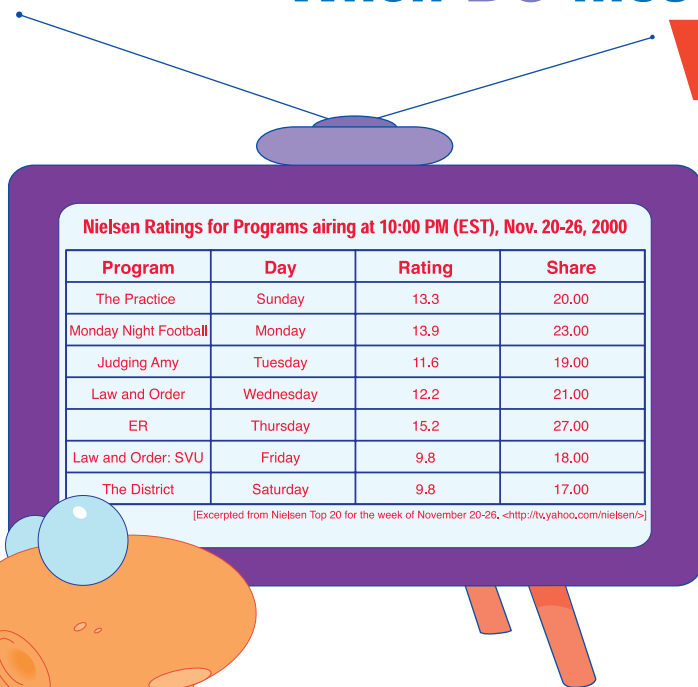 Nielsen Ratings for Programs airing at 10:00 PM (EST), Nov. 20-26, 2000
Program Day Rating Share
The Practice Sunday 13.3 20.00
Monday Night Football Monday 13.9 23.00
Judging Amy Tuesday 11.6 19.00
Law and Order Wednesday 12.2 21.00
ER Thursday 15.2 27.00
Law and Order: SVU Friday 9.8 18.00
The District Saturday 9.8 17.00
[Excerpted from Nielsen Top 20 for the week of November 20-26, <http://tv.yahoo.com/nielsen/>]